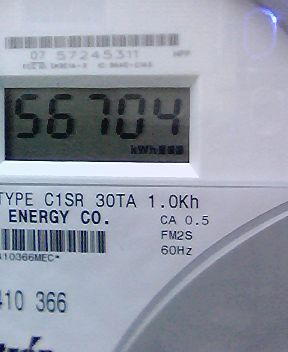 07 57245311
56704
kWh
TYPE C1SR 30TA 1.0Kh
ENERGY CO.
CA 0.5
FM2S
60Hz
410366MEC*
410 366